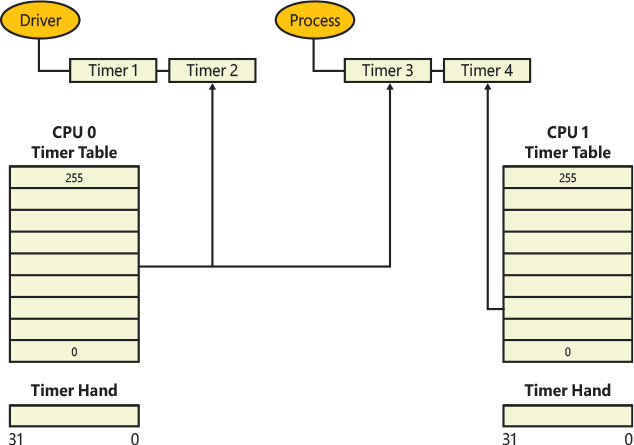 Driver
Process
Timer 1
Timer 2
Timer 3
Timer 4
CPU 0
Timer Table
255
0
Timer Hand
31
0
CPU 1
Timer Table
255
0
Timer Hand
31
0